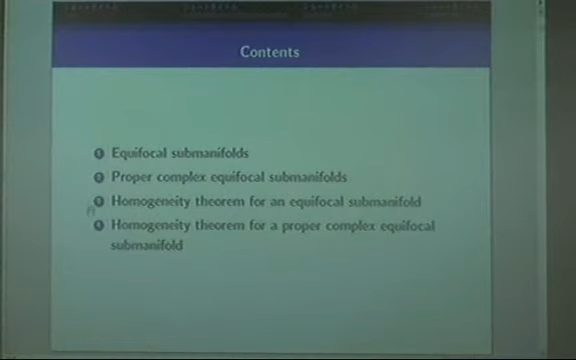 Contents
1 Equifocal submanifolds
2 Proper complex equifocal submanifolds
3 Homogeneity theorem for an equifocal submanifold
4 Homogeneity theorem for a proper complex equifocal
submanifold